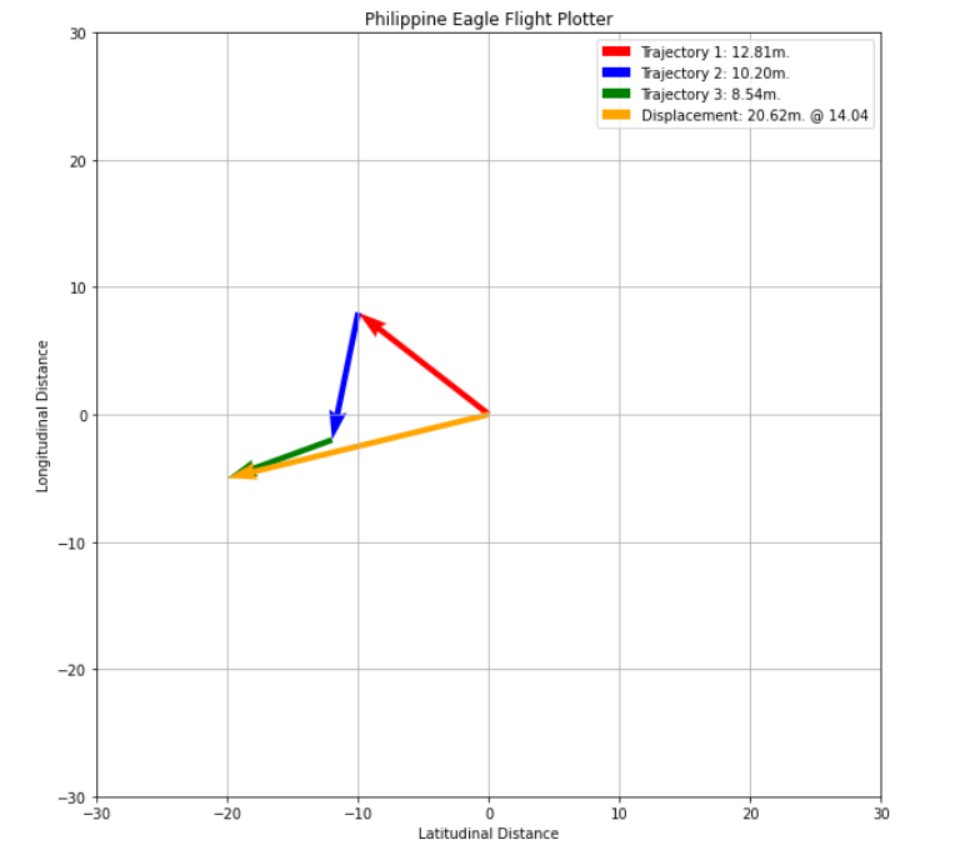 Philippine Eagle Flight Plotter
Trajectory 1: 12.81m.
Trajectory 2: 10.20m.
Trajectory 3: 8.54m.
Displacement: 20.62m. @ 14.04
30
20
10
0
−10
−20
−30
Longitudinal Distance
−30
−20
−10
0
10
20
30
Latitudinal Distance